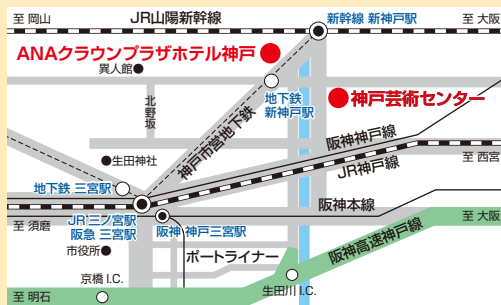 至 岡山
JR山陽新幹線
新幹線 新神戸駅
至 大阪
ANAクラウンプラザホテル神戸
異人館
地下鉄
新神戸駅
神戸芸術センター
北野坂
神戸市営地下鉄
生田神社
阪神神戸線
JR神戸線
至 西宮
地下鉄 三宮駅
阪神本線
至 須磨
JR 三ノ宮駅
阪急 三宮駅
阪神 神戸三宮駅
至 大阪
市役所
ポートライナー
阪神高速神戸線
京橋 I.C.
生田川 I.C.
至 明石